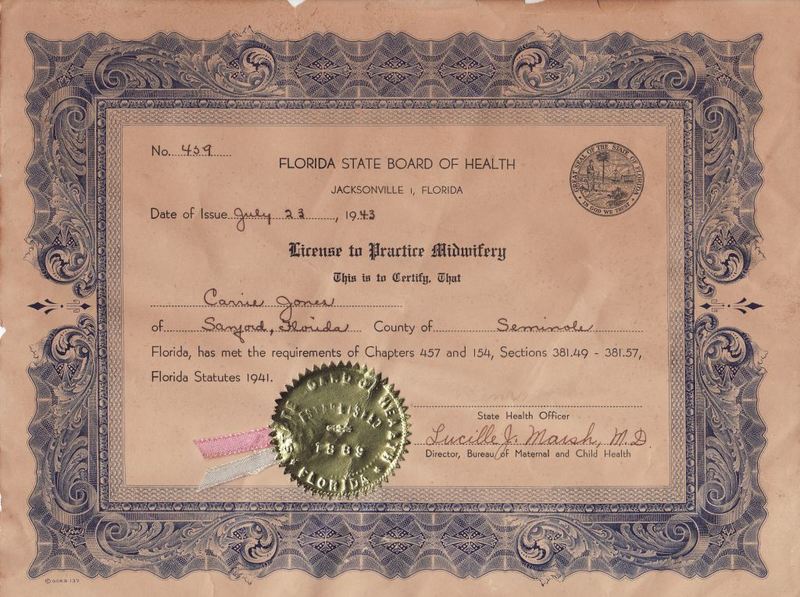 No. 459
FLORIDA STATE BOARD OF HEALTH
JACKSONVILLE 1, FLORIDA
GREAT SEAL OF THE STATE OF FLORIDA
IN GOD WE TRUST
Date of Issue July 23, 1943
License to Practice Midwifery
This is to Certify, That
Carrie Jones
of Sanford, Florida County of Seminole
Florida, has met the requirements of Chapters 457 and 154, Sections 381.49 - 381.57,
Florida Statutes 1941.
STATE BOARD OF HEALTH
ESTABLISHED
1889
FLORIDA
State Health Officer
Lucille J. Marsh, M.D.
Director, Bureau of Maternal and Child Health
© GOES 137